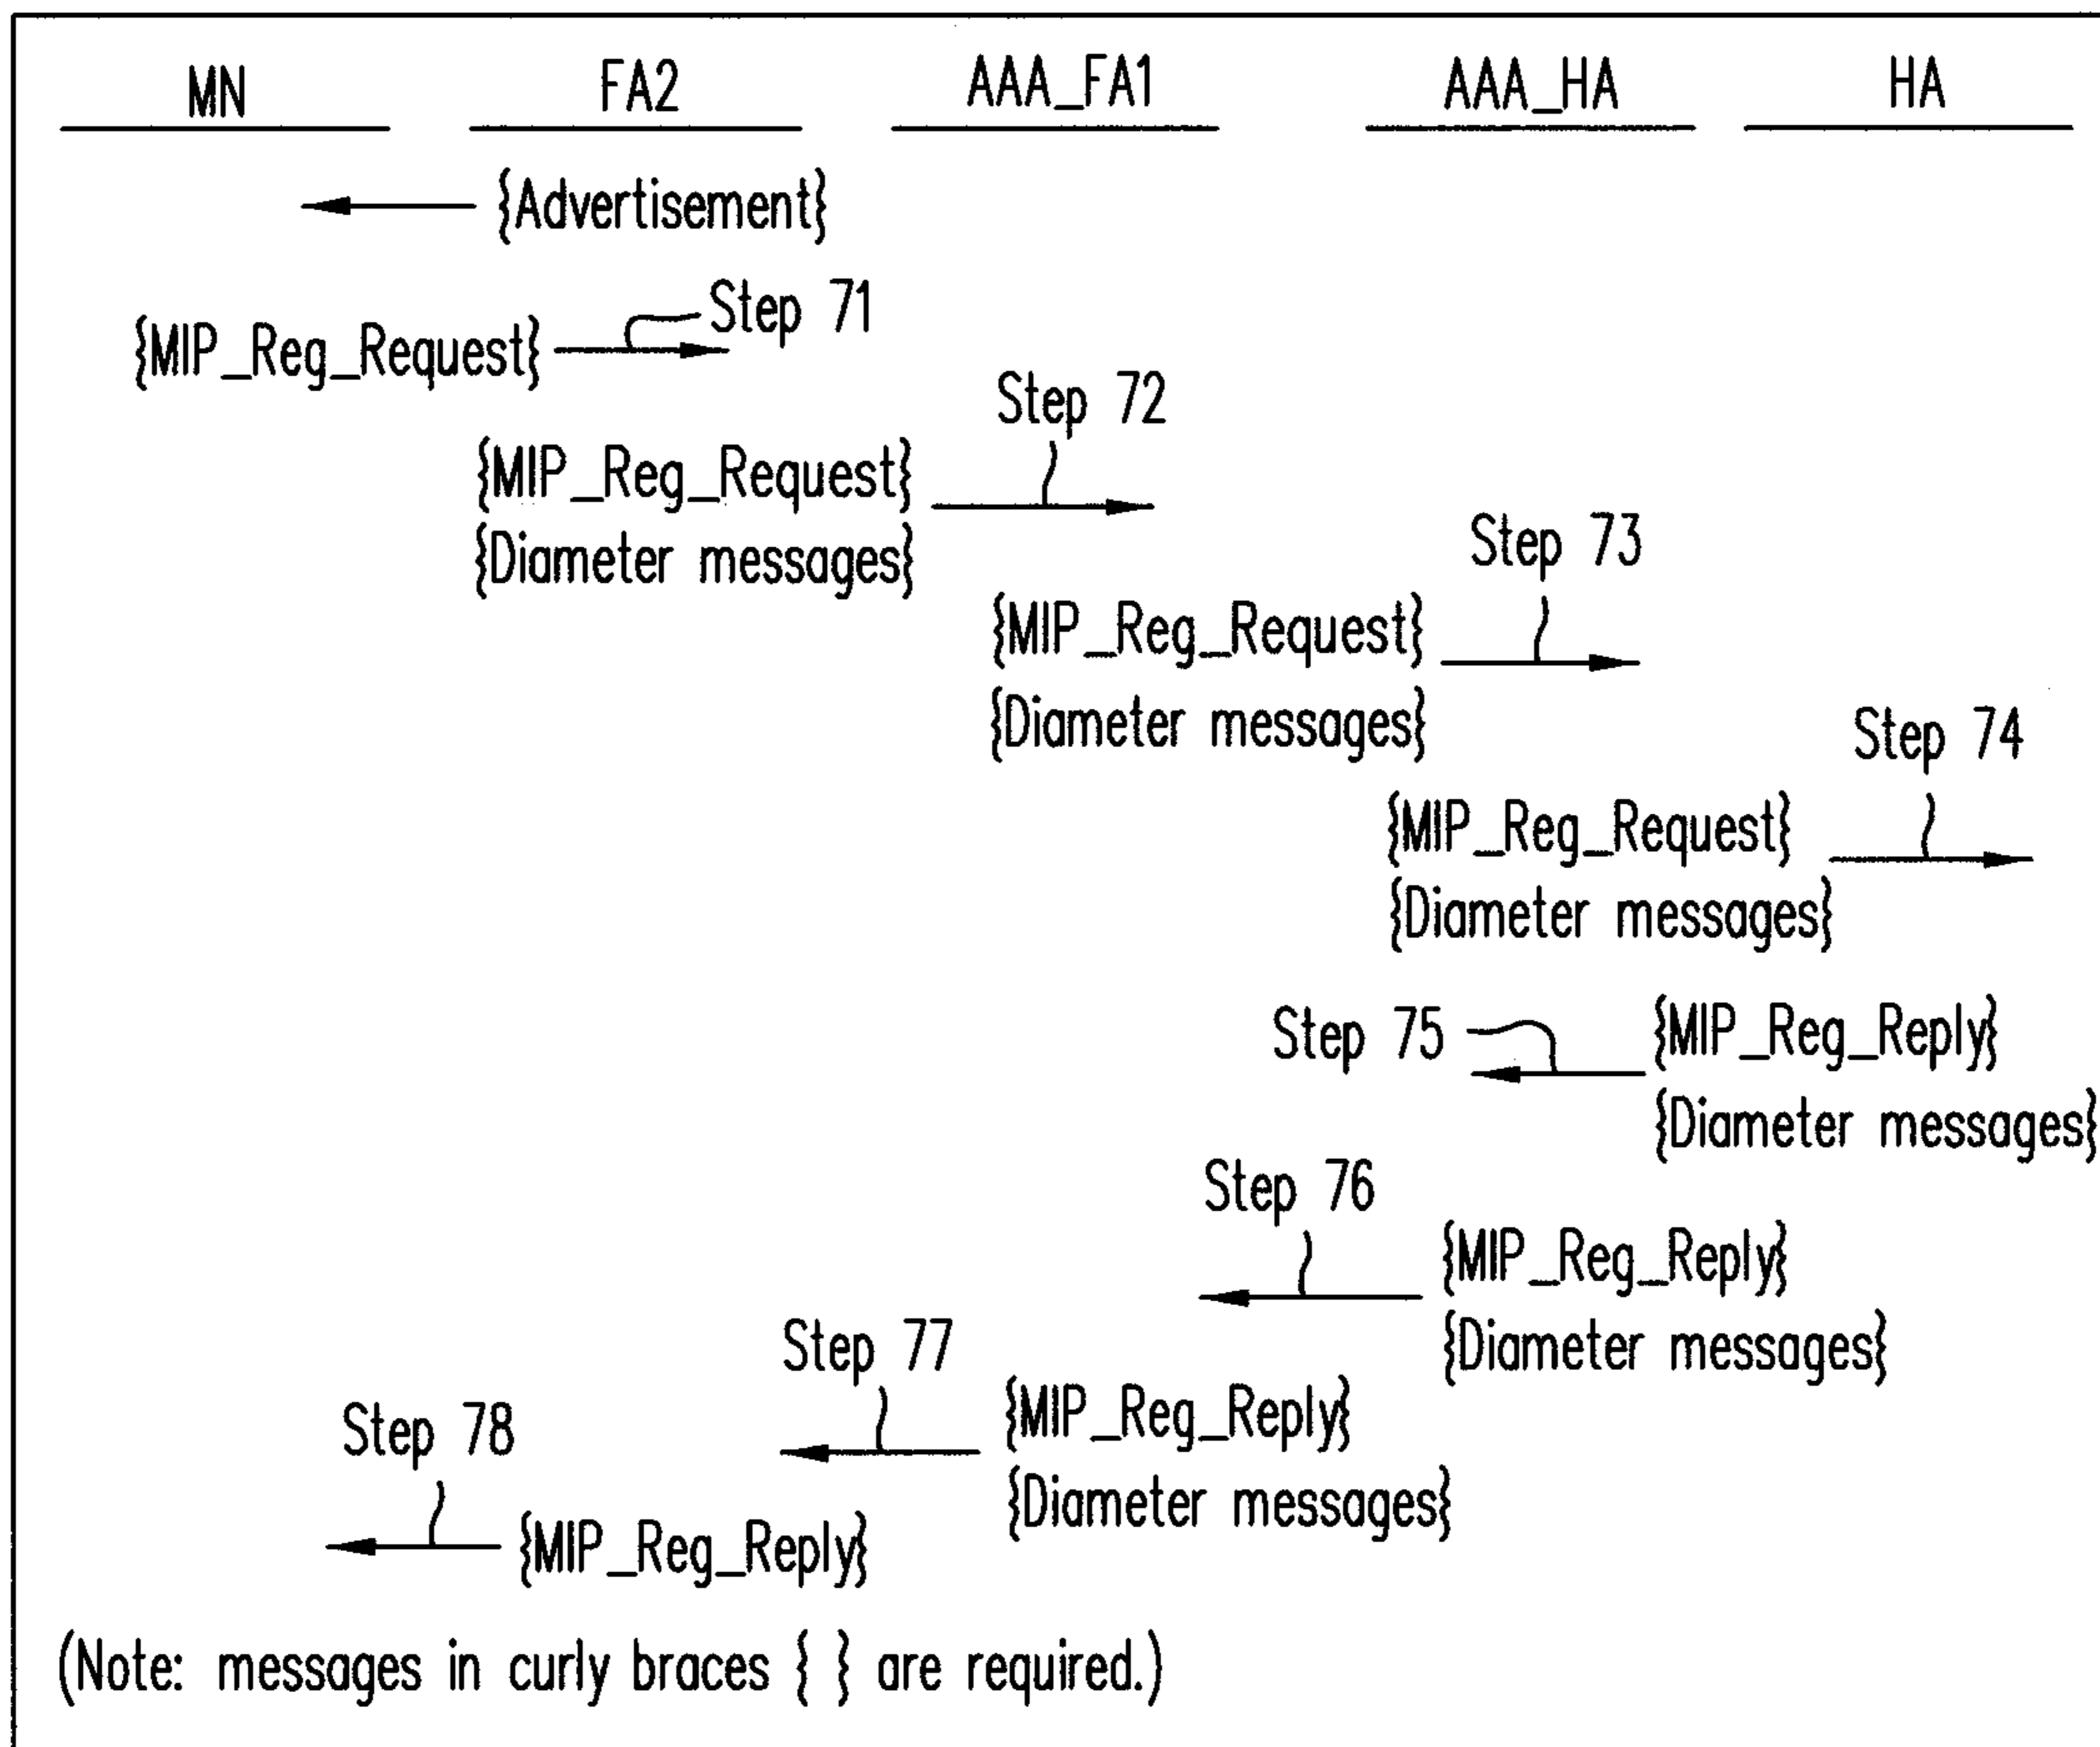 MN FA2 AAA_FA1 AAA_HA HA
{Advertisement}
Step 71
{MIP_Reg_Request}
Step 72
{MIP_Reg_Request}
{Diameter messages}
Step 73
{MIP_Reg_Request}
{Diameter messages}
Step 74
{MIP_Reg_Request}
{Diameter messages}
Step 75 {MIP_Reg_Reply}
{Diameter messages}
Step 76
{MIP_Reg_Reply}
{Diameter messages}
Step 77
{MIP_Reg_Reply}
{Diameter messages}
Step 78
{MIP_Reg_Reply}
(Note: messages in curly braces { } are required.)